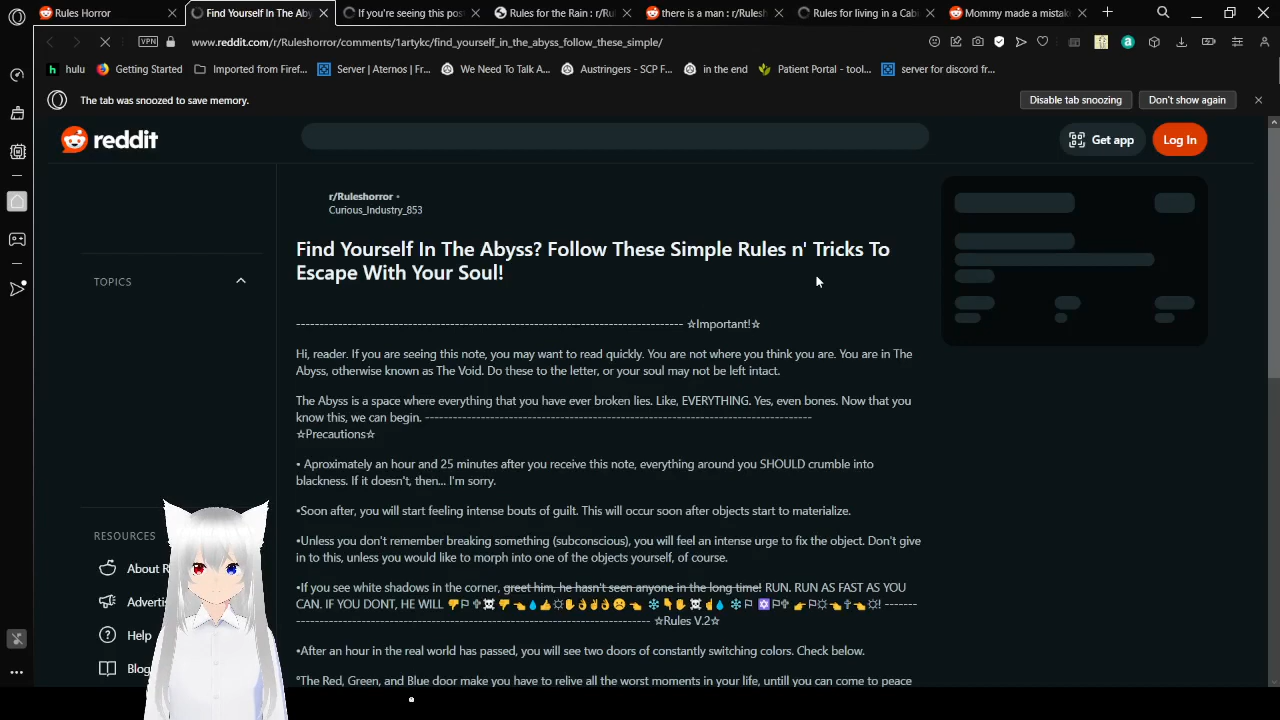 Rules Horror
Find Yourself In The Aby
If you're seeing this pos
Rules for the Rain : r/Rul
there is a man : r/Rulesh
Rules for living in a Cabi
Mommy made a mistak
VPN
www.reddit.com/r/Ruleshorror/comments/1artykc/find_yourself_in_the_abyss_follow_these_simple/
hulu
Getting Started
Imported from Firef...
Server | Aternos | Fr...
We Need To Talk A...
Austringers - SCP F...
in the end
Patient Portal - tool...
server for discord fr...
The tab was snoozed to save memory.
Disable tab snoozing
Don't show again
reddit
Get app
Log In
r/Ruleshorror •
Curious_Industry_853
Find Yourself In The Abyss? Follow These Simple Rules n' Tricks To
Escape With Your Soul!
TOPICS
------------------------------------------------------------------------------------ ☆Important!☆
Hi, reader. If you are seeing this note, you may want to read quickly. You are not where you think you are. You are in The
Abyss, otherwise known as The Void. Do these to the letter, or your soul may not be left intact.
The Abyss is a space where everything that you have ever broken lies. Like, EVERYTHING. Yes, even bones. Now that you
know this, we can begin. ------------------------------------------------------------------------------------
☆Precautions☆
• Aproximately an hour and 25 minutes after you receive this note, everything around you SHOULD crumble into
blackness. If it doesn't, then... I'm sorry.
•Soon after, you will start feeling intense bouts of guilt. This will occur soon after objects start to materialize.
•Unless you don't remember breaking something (subconscious), you will feel an intense urge to fix the object. Don't give
in to this, unless you would like to morph into one of the objects yourself, of course.
•If you see white shadows in the corner, greet him, he hasn't seen anyone in the long time! RUN. RUN AS FAST AS YOU
CAN. IF YOU DONT, HE WILL 👎⚐✞☠️👎👈💧👍☼✋👌✌👌☹️👈 ❄👇✋☠️☝💧 ❄⚐ ✡⚐✞ 👉⚐☼👈✞👈☼! -------
----------------------------------------------------------------------------- ☆Rules V.2☆
•After an hour in the real world has passed, you will see two doors of constantly switching colors. Check below.
°The Red, Green, and Blue door make you have to relive all the worst moments in your life, untill you can come to peace
RESOURCES
About R
Adverti
Help
Blog